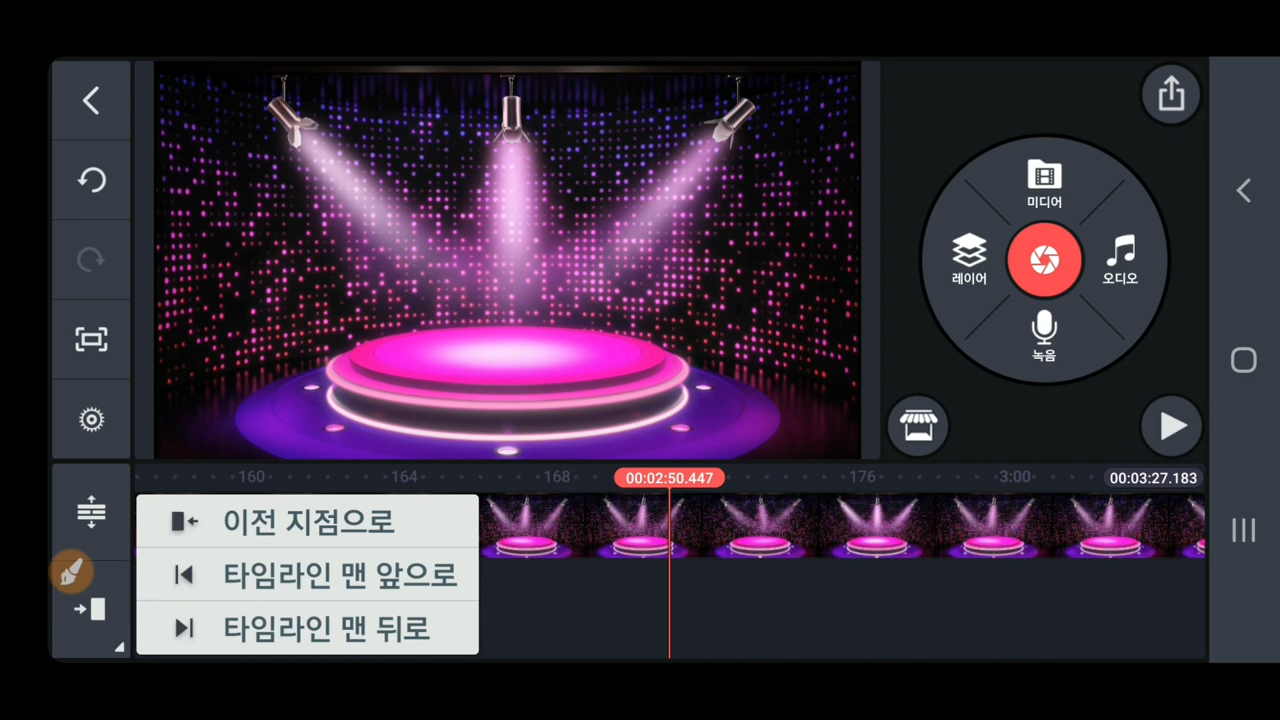 미디어
레이어
오디오
녹음
160
164
168
00:02:50.447
176
3:00
00:03:27.183
이전 지점으로
타임라인 맨 앞으로
타임라인 맨 뒤로